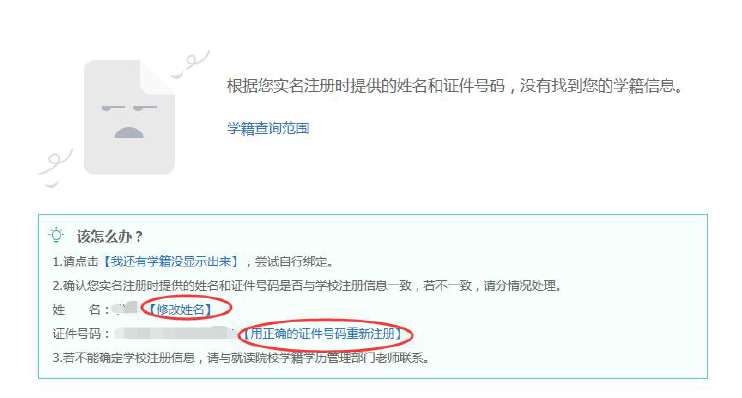 根据您实名注册时提供的姓名和证件号码，没有找到您的学籍信息。
学籍查询范围
该怎么办？
1.请点击【我还有学籍没显示出来】，尝试自行绑定。
2.确认您实名注册时提供的姓名和证件号码是否与学校注册信息一致，若不一致，请分情况处理。
姓　　名：【修改姓名】
证件号码：【用正确的证件号码重新注册】
3.若不能确定学校注册信息，请与就读院校学籍学历管理部门老师联系。